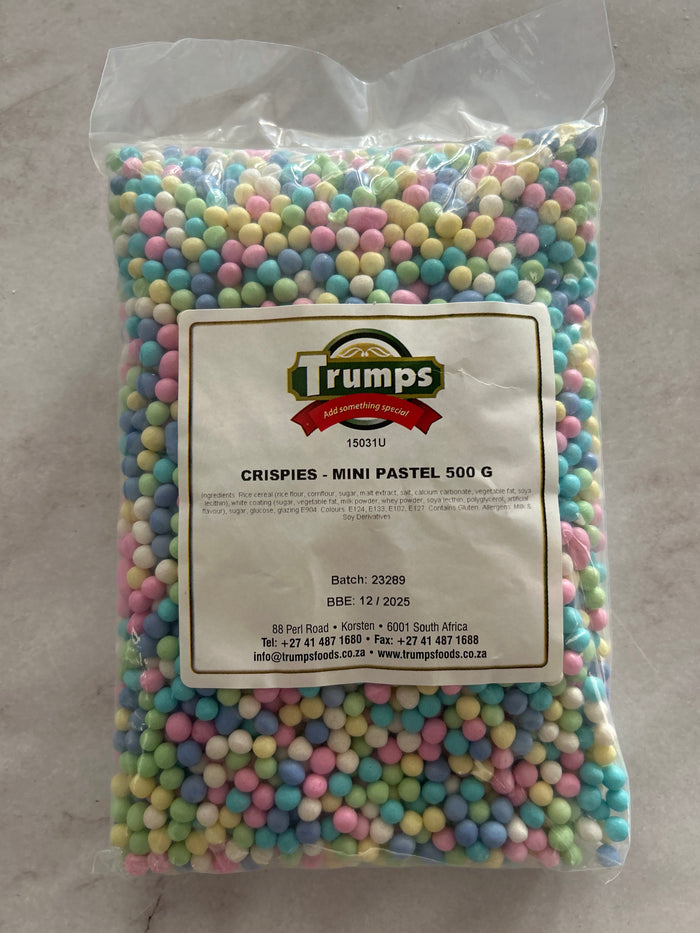 Trumps
Add something special
15031U
CRISPIES - MINI PASTEL 500 G
Ingredients: Rice cereal (rice flour, cornflour, sugar, malt extract, salt, calcium carbonate, vegetable fat, soya
lecithin), white coating (sugar, vegetable fat, milk powder, whey powder, soya lecthin, polyglycerol, artificial
flavour), sugar, glucose, glazing E904. Colours: E124, E133, E102, E127. Contains Gluten. Allergens: Milk &
Soy Derivatives
Batch: 23289
BBE: 12 / 2025
88 Perl Road • Korsten • 6001 South Africa
Tel: +27 41 487 1680 • Fax: +27 41 487 1688
info@trumpsfoods.co.za • www.trumpsfoods.co.za